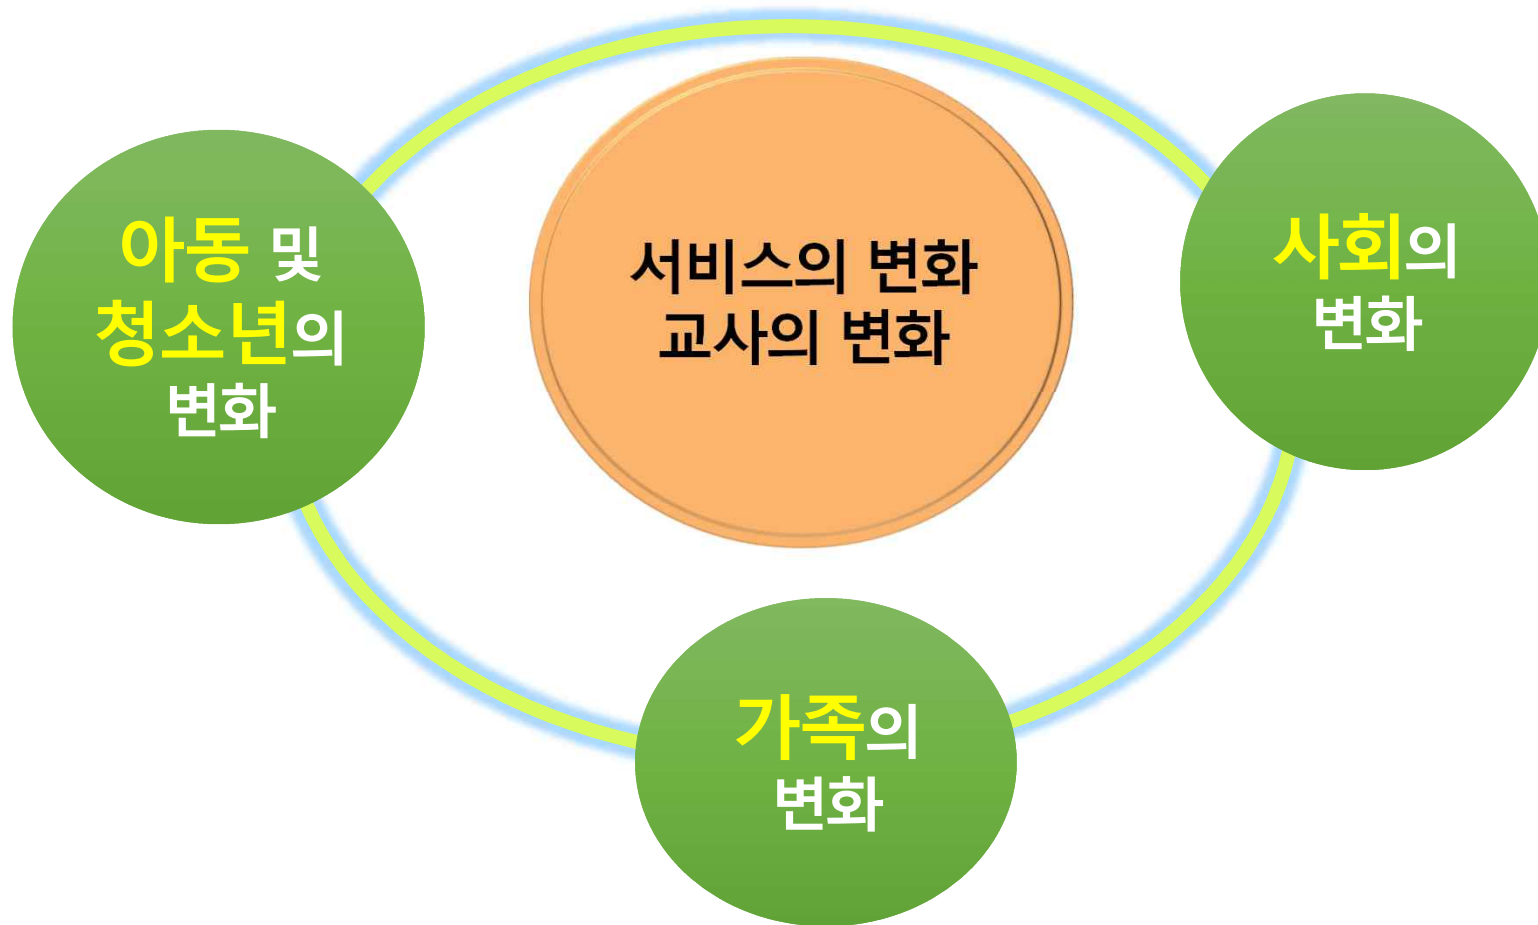 아동 및
청소년의
변화
서비스의 변화
교사의 변화
사회의
변화
가족의
변화